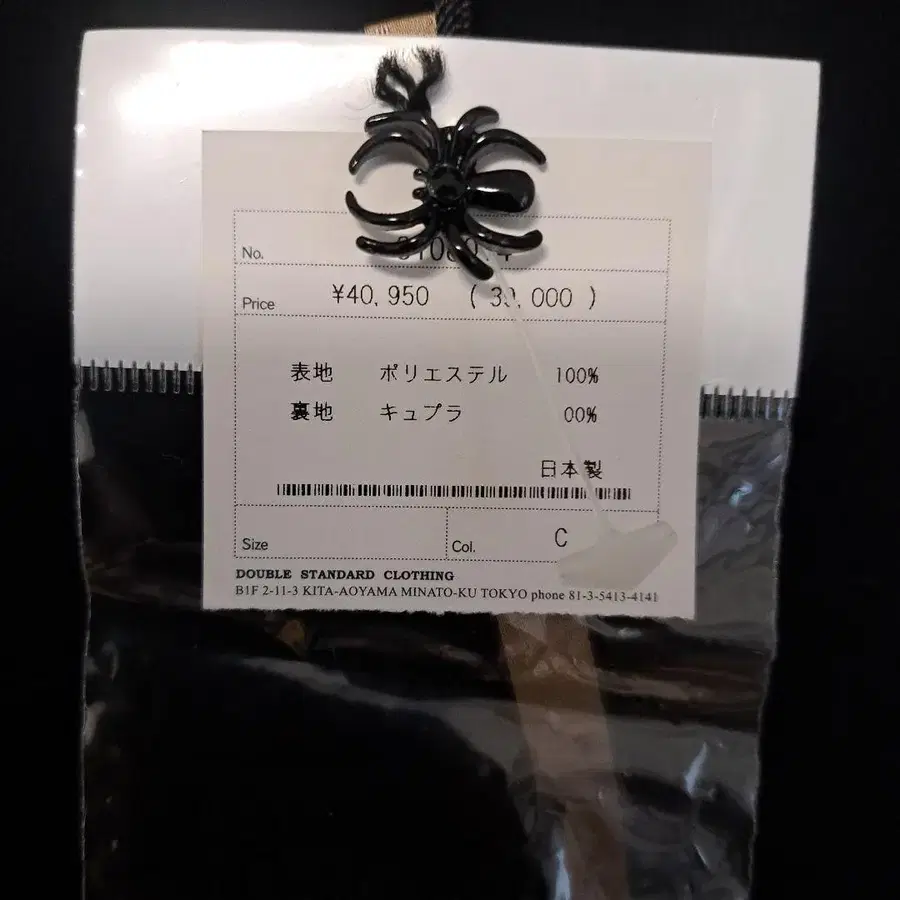 No.
Price ¥40,950 ( 39,000 )
表地 ポリエステル 100%
裏地 キュプラ 00%
日本製
Size Col. C
DOUBLE STANDARD CLOTHING
B1F 2-11-3 KITA-AOYAMA MINATO-KU TOKYO phone 81-3-5413-4141